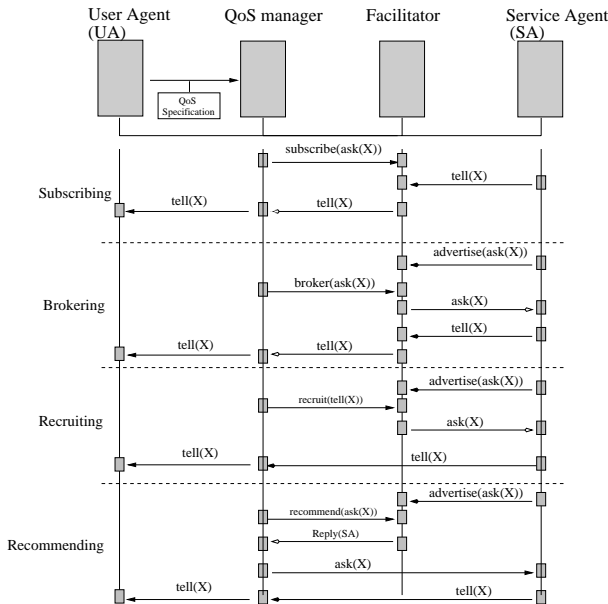 User Agent
(UA)
QoS manager
Facilitator
Service Agent
(SA)
QoS
Specification
subscribe(ask(X))
tell(X)
Subscribing
tell(X)
tell(X)
advertise(ask(X))
broker(ask(X))
Brokering
ask(X)
tell(X)
tell(X)
tell(X)
advertise(ask(X))
recruit(tell(X))
Recruiting
ask(X)
tell(X)
tell(X)
advertise(ask(X))
recommend(ask(X))
Recommending
Reply(SA)
ask(X)
tell(X)
tell(X)